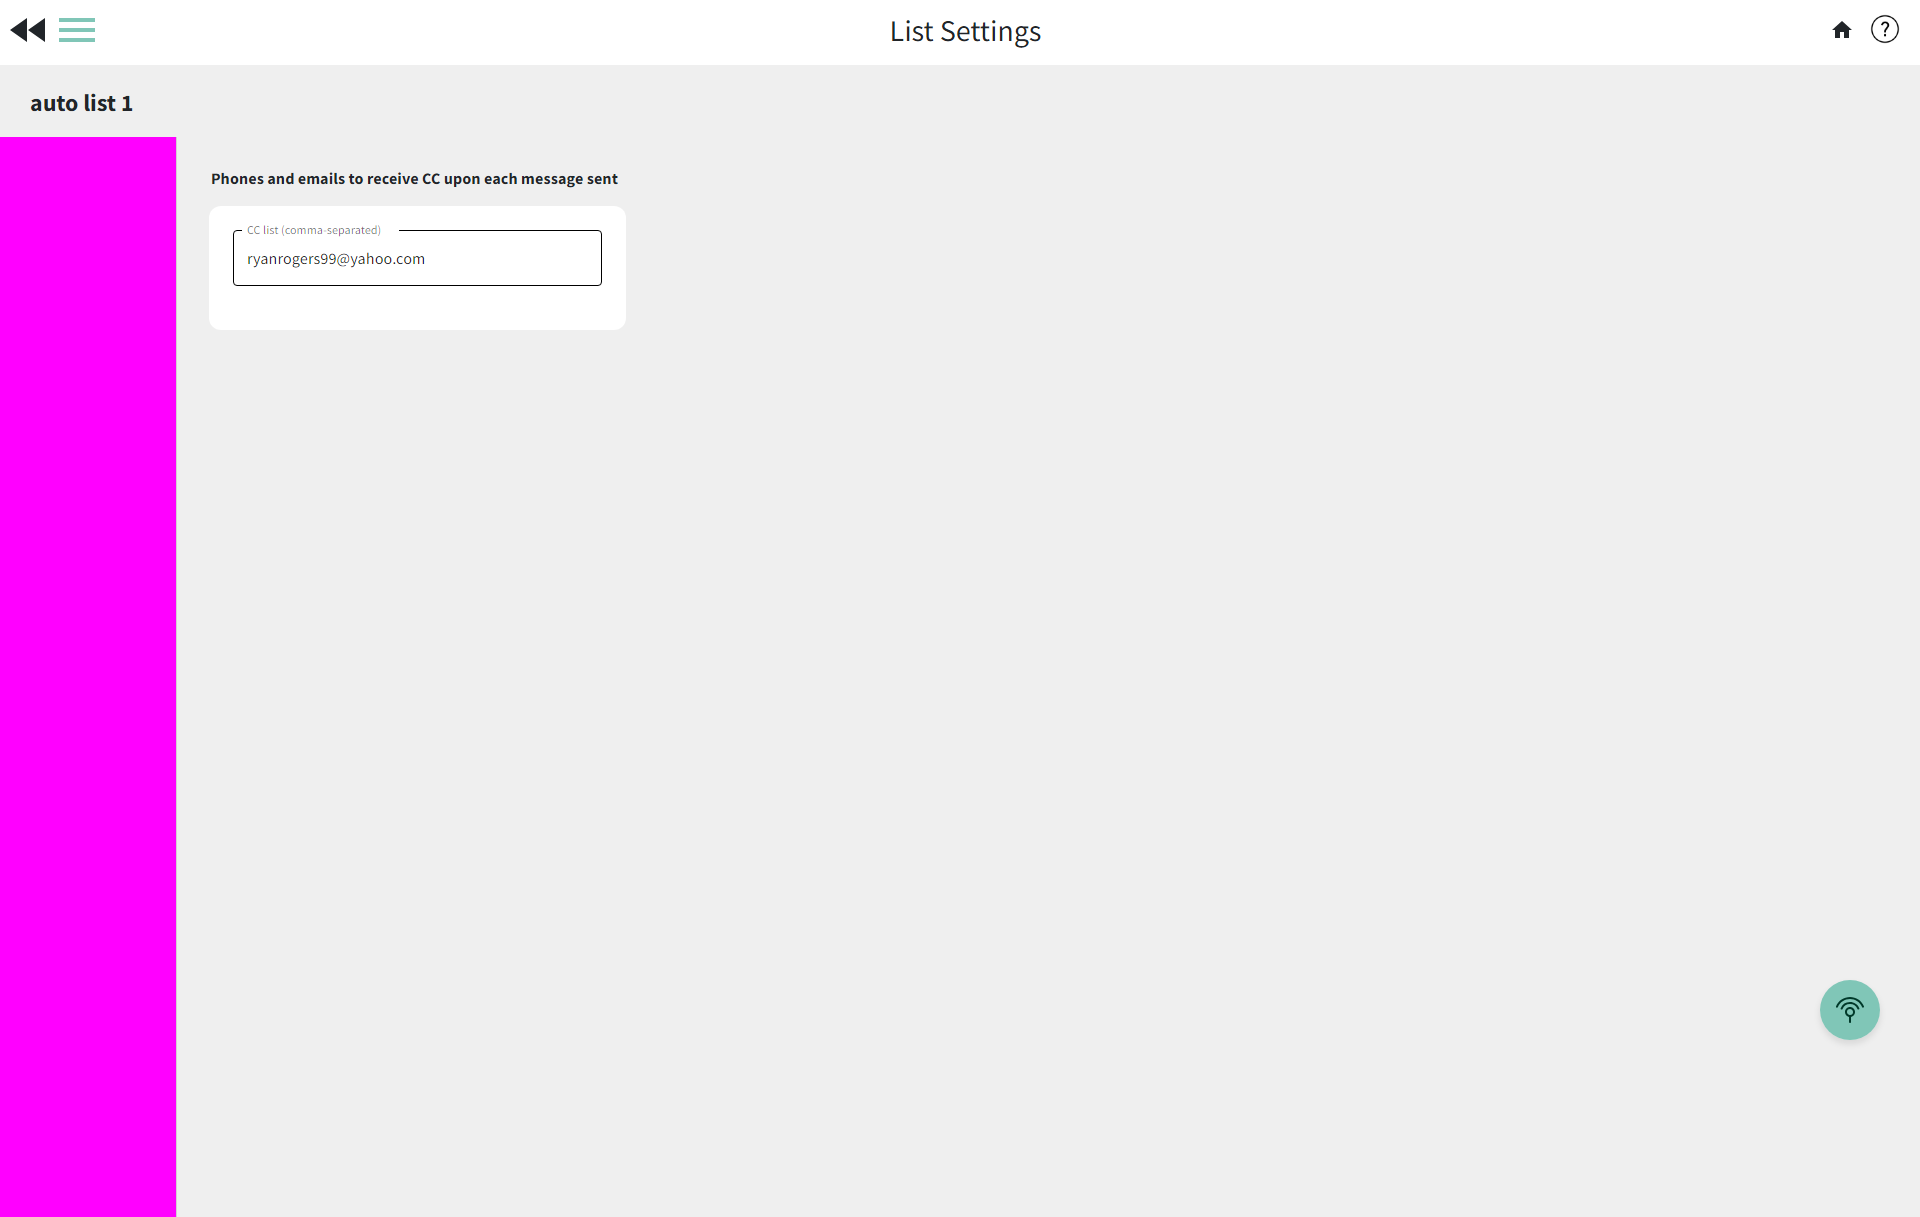 List Settings
?
auto list 1
Phones and emails to receive CC upon each message sent
CC list (comma-separated)
ryanrogers99@yahoo.com